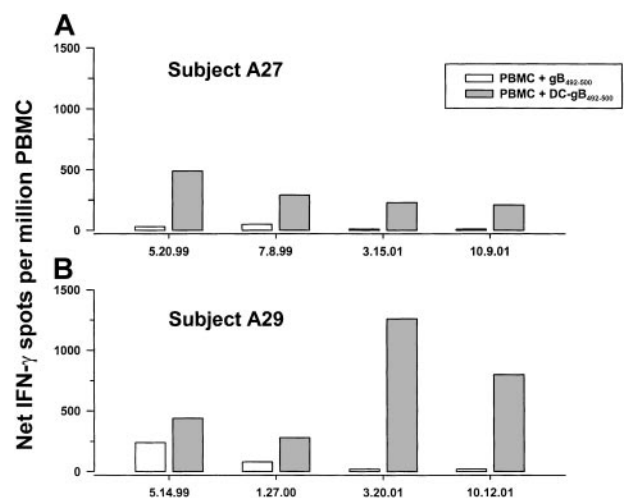 A
1500
1000
500
0
Subject A27
PBMC + gB492-500
PBMC + DC-gB492-500
5.20.99 7.8.99 3.15.01 10.9.01
B
1500
1000
500
0
Subject A29
5.14.99 1.27.00 3.20.01 10.12.01
Net IFN-γ spots per million PBMC